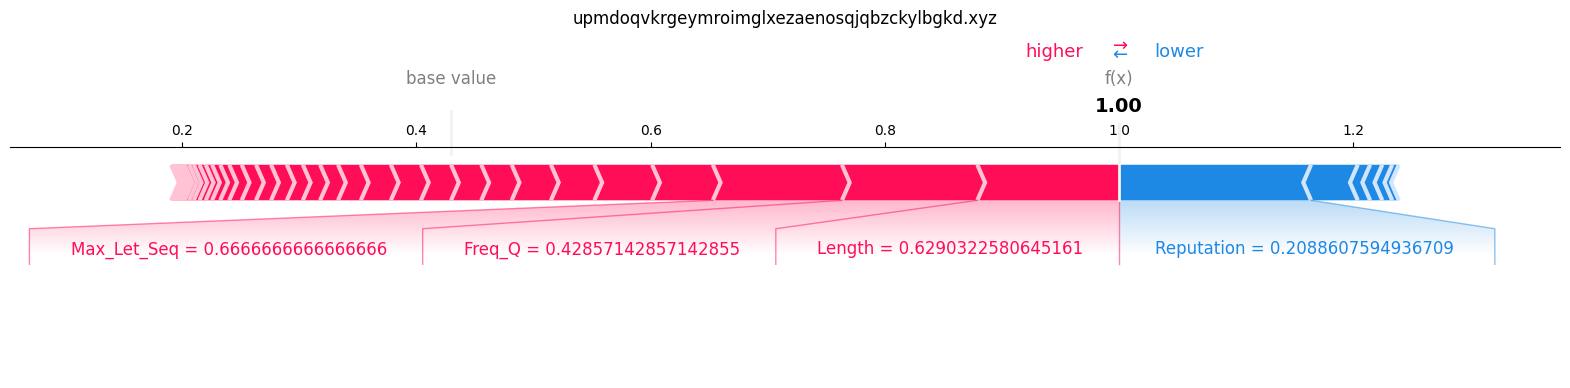 upmdoqvkrgeymroimglxezaenosqjqbzckylbgkd.xyz
higher ⇄ lower
base value f(x)
1.00
0.2 0.4 0.6 0.8 1.0 1.2
Max_Let_Seq = 0.6666666666666666 Freq_Q = 0.42857142857142855 Length = 0.6290322580645161 Reputation = 0.2088607594936709